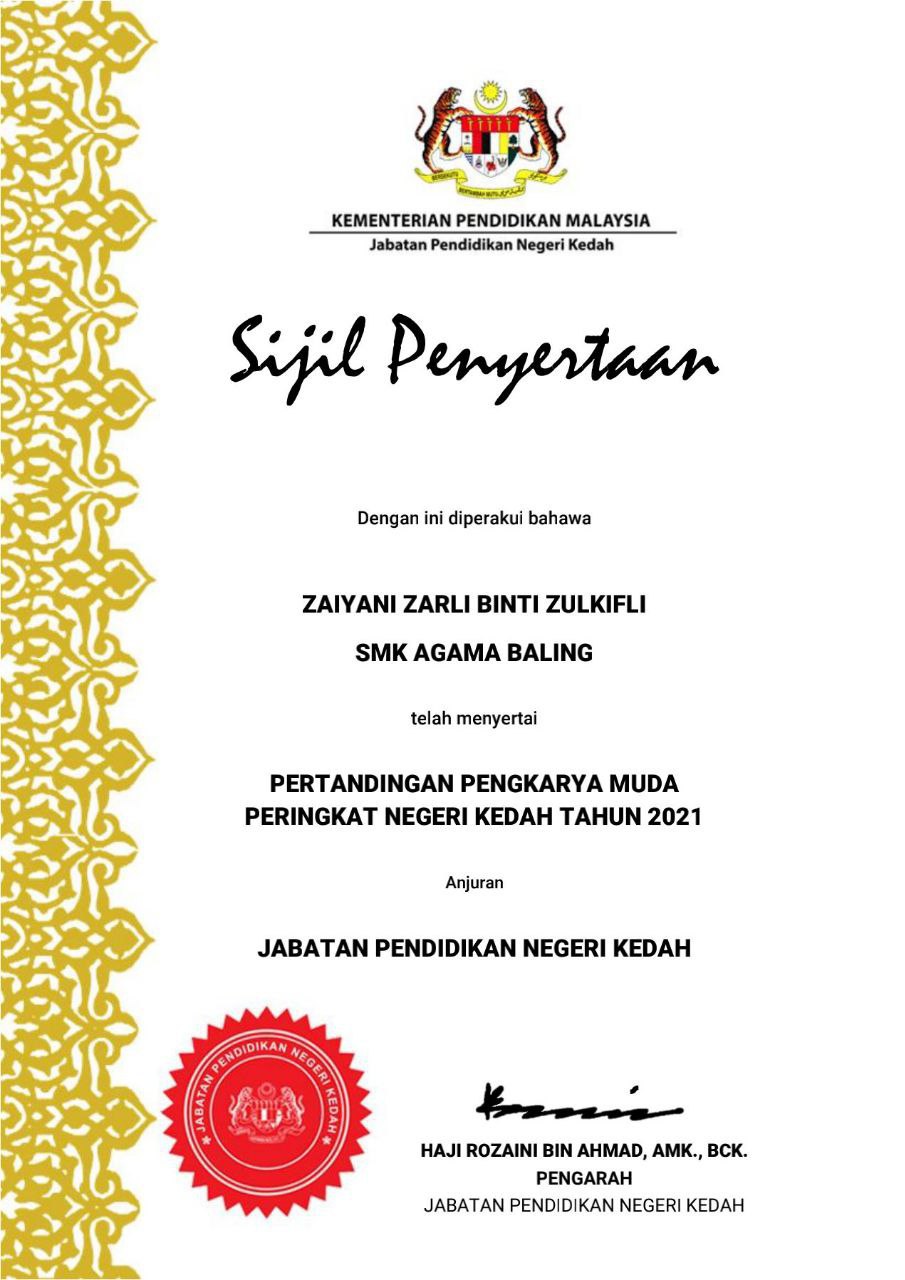 BERSEKUTU
BERTAMBAH MUTU
KEMENTERIAN PENDIDIKAN MALAYSIA
Jabatan Pendidikan Negeri Kedah
Sijil Penyertaan
Dengan ini diperakui bahawa
ZAIYANI ZARLI BINTI ZULKIFLI
SMK AGAMA BALING
telah menyertai
PERTANDINGAN PENGKARYA MUDA
PERINGKAT NEGERI KEDAH TAHUN 2021
Anjuran
JABATAN PENDIDIKAN NEGERI KEDAH
JABATAN PENDIDIKAN NEGERI KEDAH
HAJI ROZAINI BIN AHMAD, AMK., BCK.
PENGARAH
JABATAN PENDIDIKAN NEGERI KEDAH